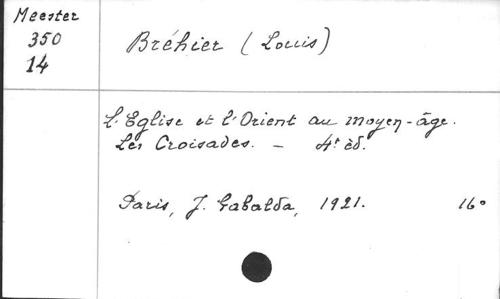 Meester
350
14
Bréhier (Louis)
L'Eglise et l'Orient au moyen-âge.
Les Croisades. - 4e éd.
Paris, J. Gabalda, 1921. 16°